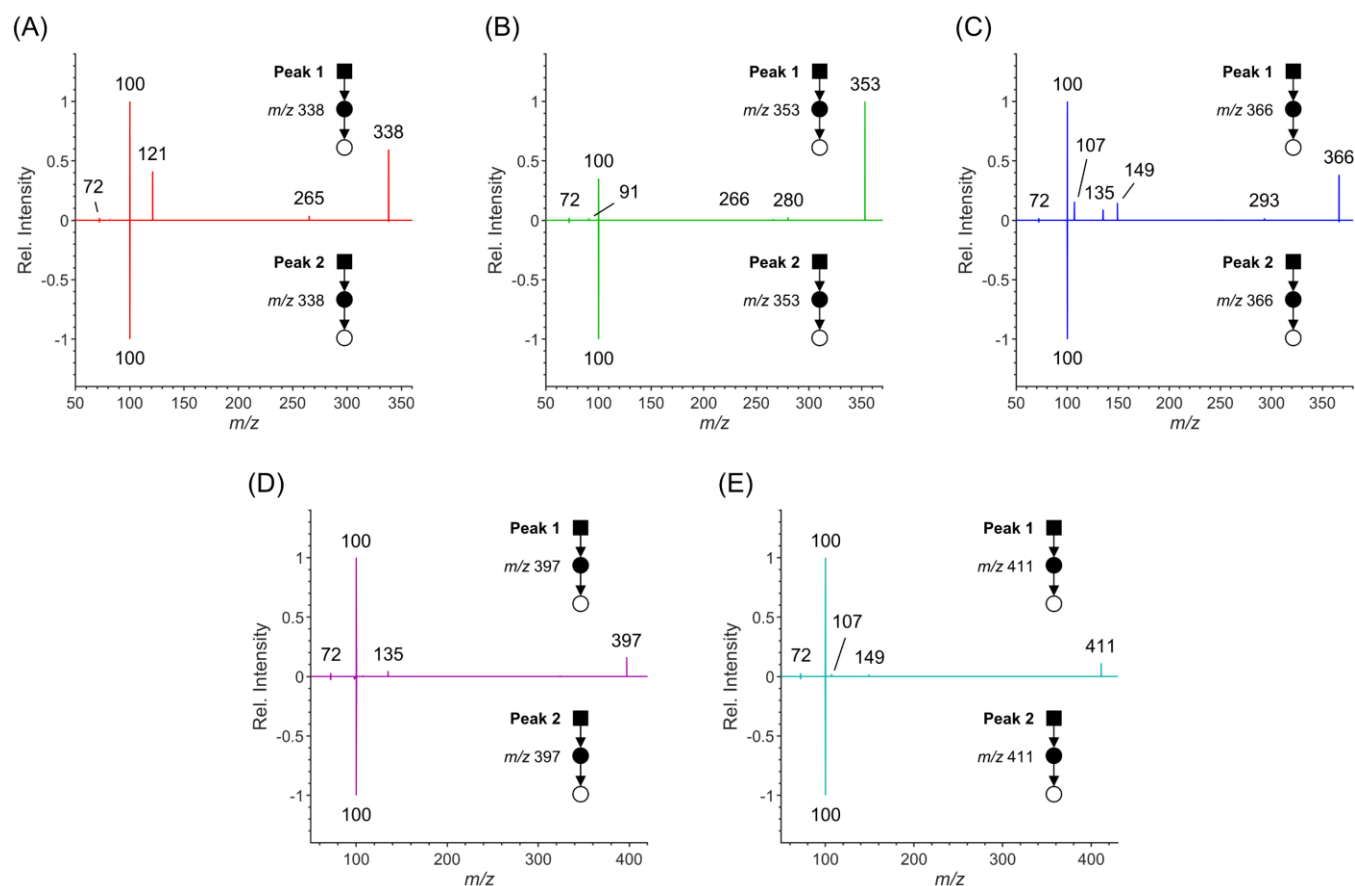 (A)
Rel. Intensity
1
0.5
0
-0.5
-1
100
72
121
265
338
100
Peak 1
m/z 338
Peak 2
m/z 338
50 100 150 200 250 300 350
m/z
(B)
Rel. Intensity
1
0.5
0
-0.5
-1
100
72
91
266
280
353
100
Peak 1
m/z 353
Peak 2
m/z 353
50 100 150 200 250 300 350
m/z
(C)
Rel. Intensity
1
0.5
0
-0.5
-1
100
107
72
135
149
293
366
100
Peak 1
m/z 366
Peak 2
m/z 366
50 100 150 200 250 300 350
m/z
(D)
Rel. Intensity
1
0.5
0
-0.5
-1
100
72
135
397
100
Peak 1
m/z 397
Peak 2
m/z 397
100 200 300 400
m/z
(E)
Rel. Intensity
1
0.5
0
-0.5
-1
100
107
72
149
411
100
Peak 1
m/z 411
Peak 2
m/z 411
100 200 300 400
m/z